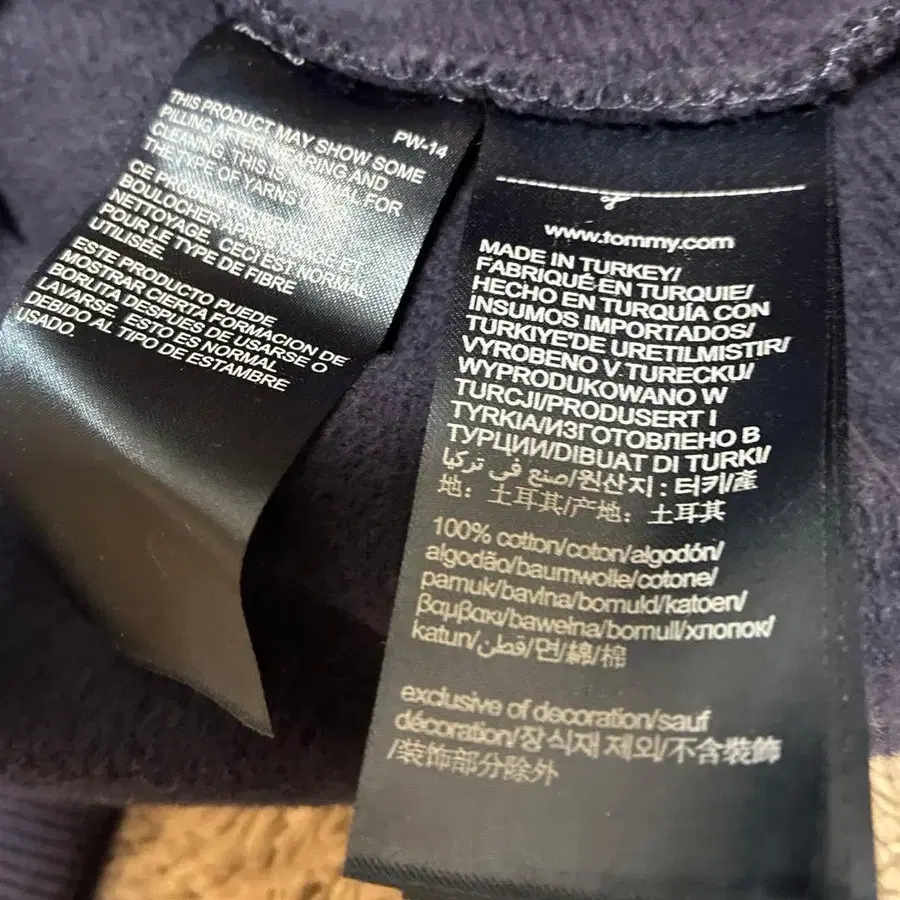 PW-14
THIS PRODUCT MAY SHOW SOME
PILLING AFTER WEARING AND
CLEANING. THIS IS NORMAL FOR
THE TYPE OF YARNS
CE PRODUIT
BOULOCHER APRÈS
NETTOYAGE. CECI EST NORMAL
POUR LE TYPE DE FIBRE
UTILISÉE.
ESTE PRODUCTO PUEDE
MOSTRAR CIERTA FORMACION DE
BORLITA DESPUES DE USARSE O
LAVARSE. ESTO ES NORMAL
DEBIDO AL TIPO DE ESTAMBRE
USADO.
www.tommy.com
MADE IN TURKEY/
FABRIQUÉ EN TURQUIE/
HECHO EN TURQUÍA CON
INSUMOS IMPORTADOS/
TURKIYE'DE URETILMISTIR/
VYROBENO V TURECKU/
WYPRODUKOWANO W
TURCJI/PRODUSERT I
TYRKIA/ИЗГОТОВЛЕНО В
ТУРЦИИ/DIBUAT DI TURKI/
صنع في تركيا/원산지 : 터키/產
地：土耳其/产地：土耳其
100% cotton/coton/algodón/
algodão/baumwolle/cotone/
pamuk/bavlna/bomuld/katoen/
βαμβακι/bawełna/bomull/хлопок/
katun/قطن/면/綿/棉
exclusive of decoration/sauf
décoration/장식재 제외/不含裝飾
/装饰部分除外